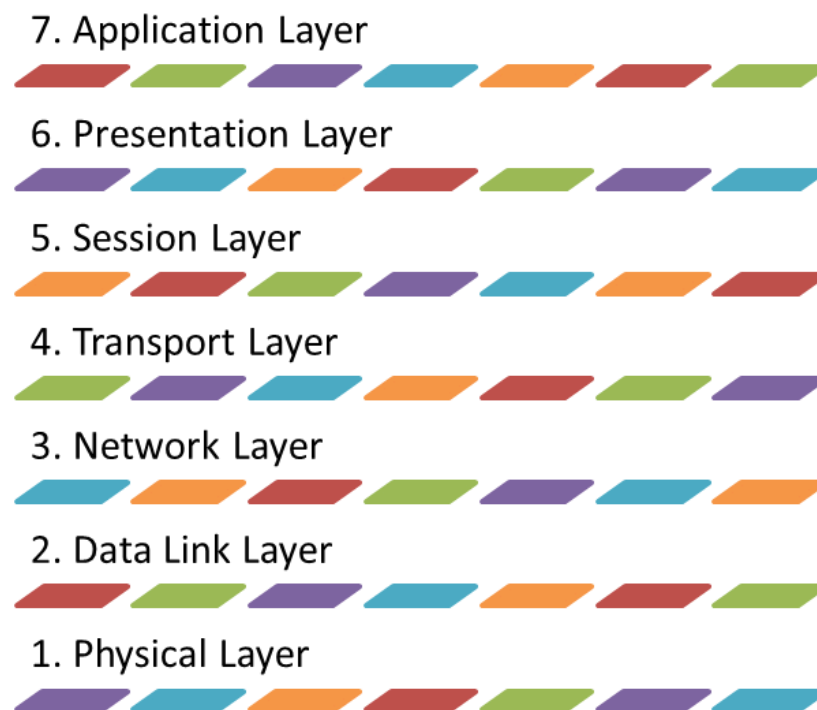 7. Application Layer
6. Presentation Layer
5. Session Layer
4. Transport Layer
3. Network Layer
2. Data Link Layer
1. Physical Layer